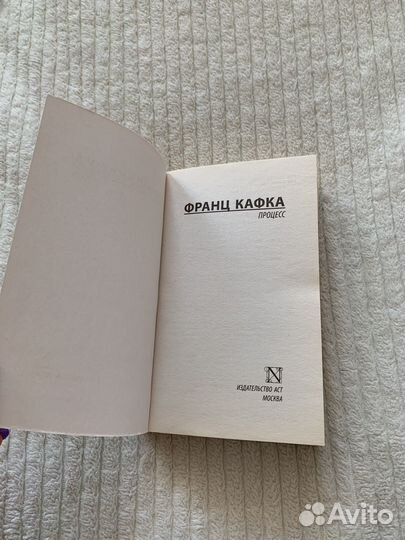 ФРАНЦ КАФКА
ПРОЦЕСС
N
ИЗДАТЕЛЬСТВО АСТ
МОСКВА
Avito